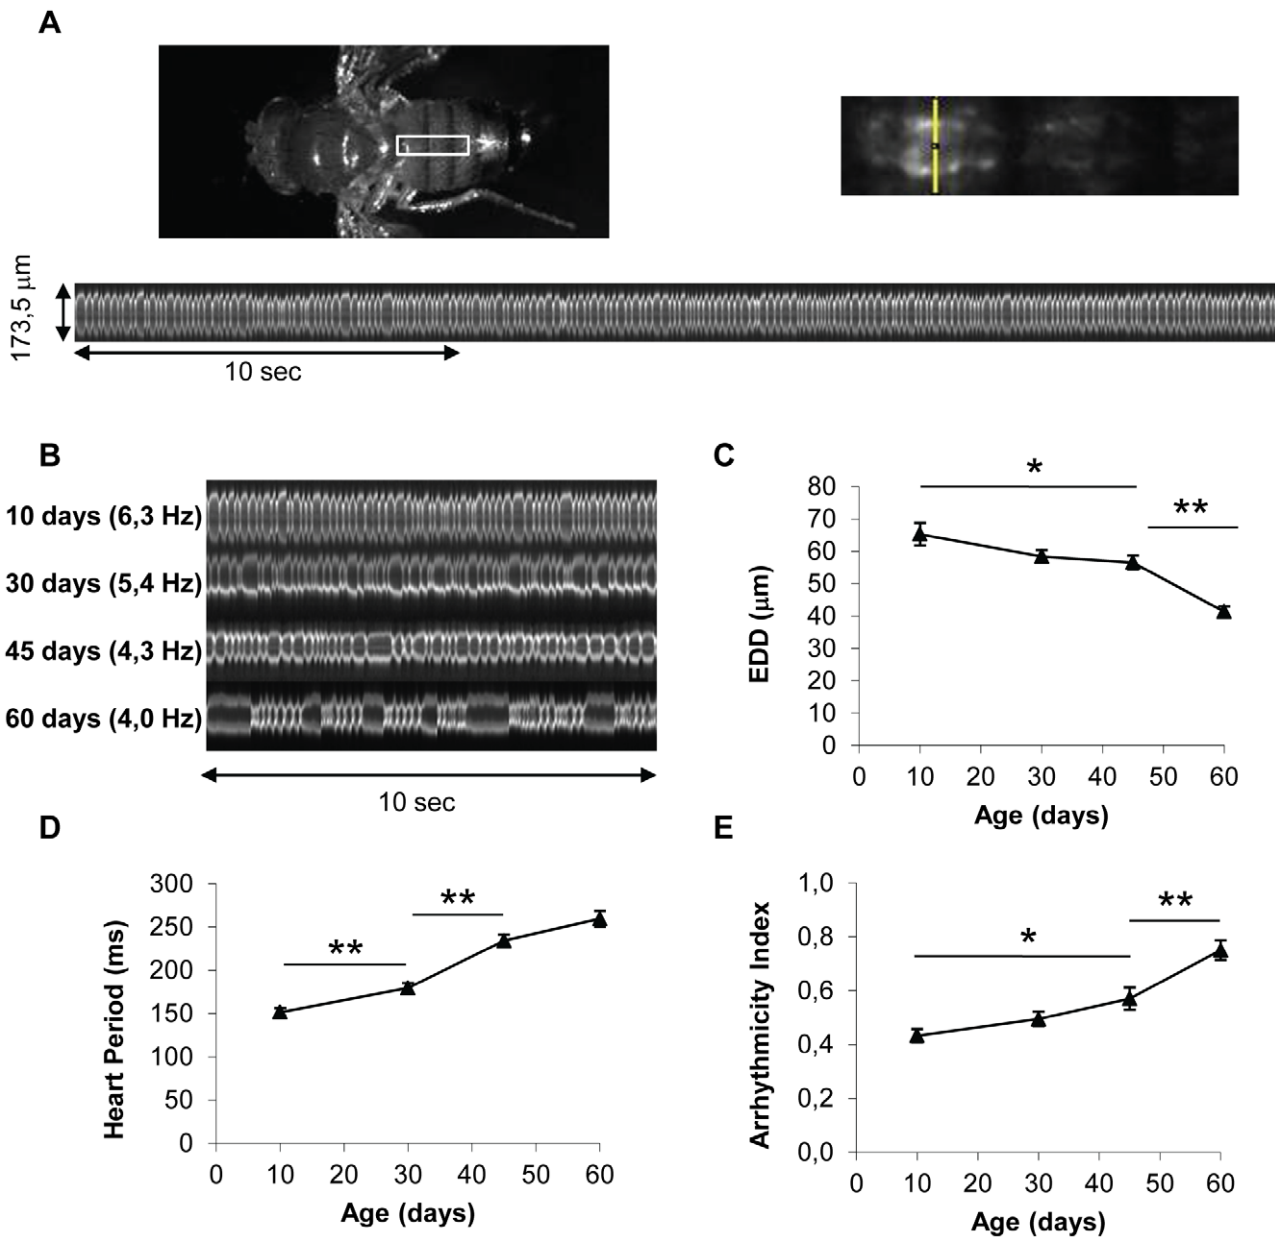 A
173,5 μm
10 sec
B
10 days (6,3 Hz)
30 days (5,4 Hz)
45 days (4,3 Hz)
60 days (4,0 Hz)
10 sec
C
*
**
80
70
60
50
40
30
20
10
0
EDD (μm)
0 10 20 30 40 50 60
Age (days)
D
**
**
300
250
200
150
100
50
0
Heart Period (ms)
0 10 20 30 40 50 60
Age (days)
E
*
**
1,0
0,8
0,6
0,4
0,2
0,0
Arrhythmicity Index
0 10 20 30 40 50 60
Age (days)